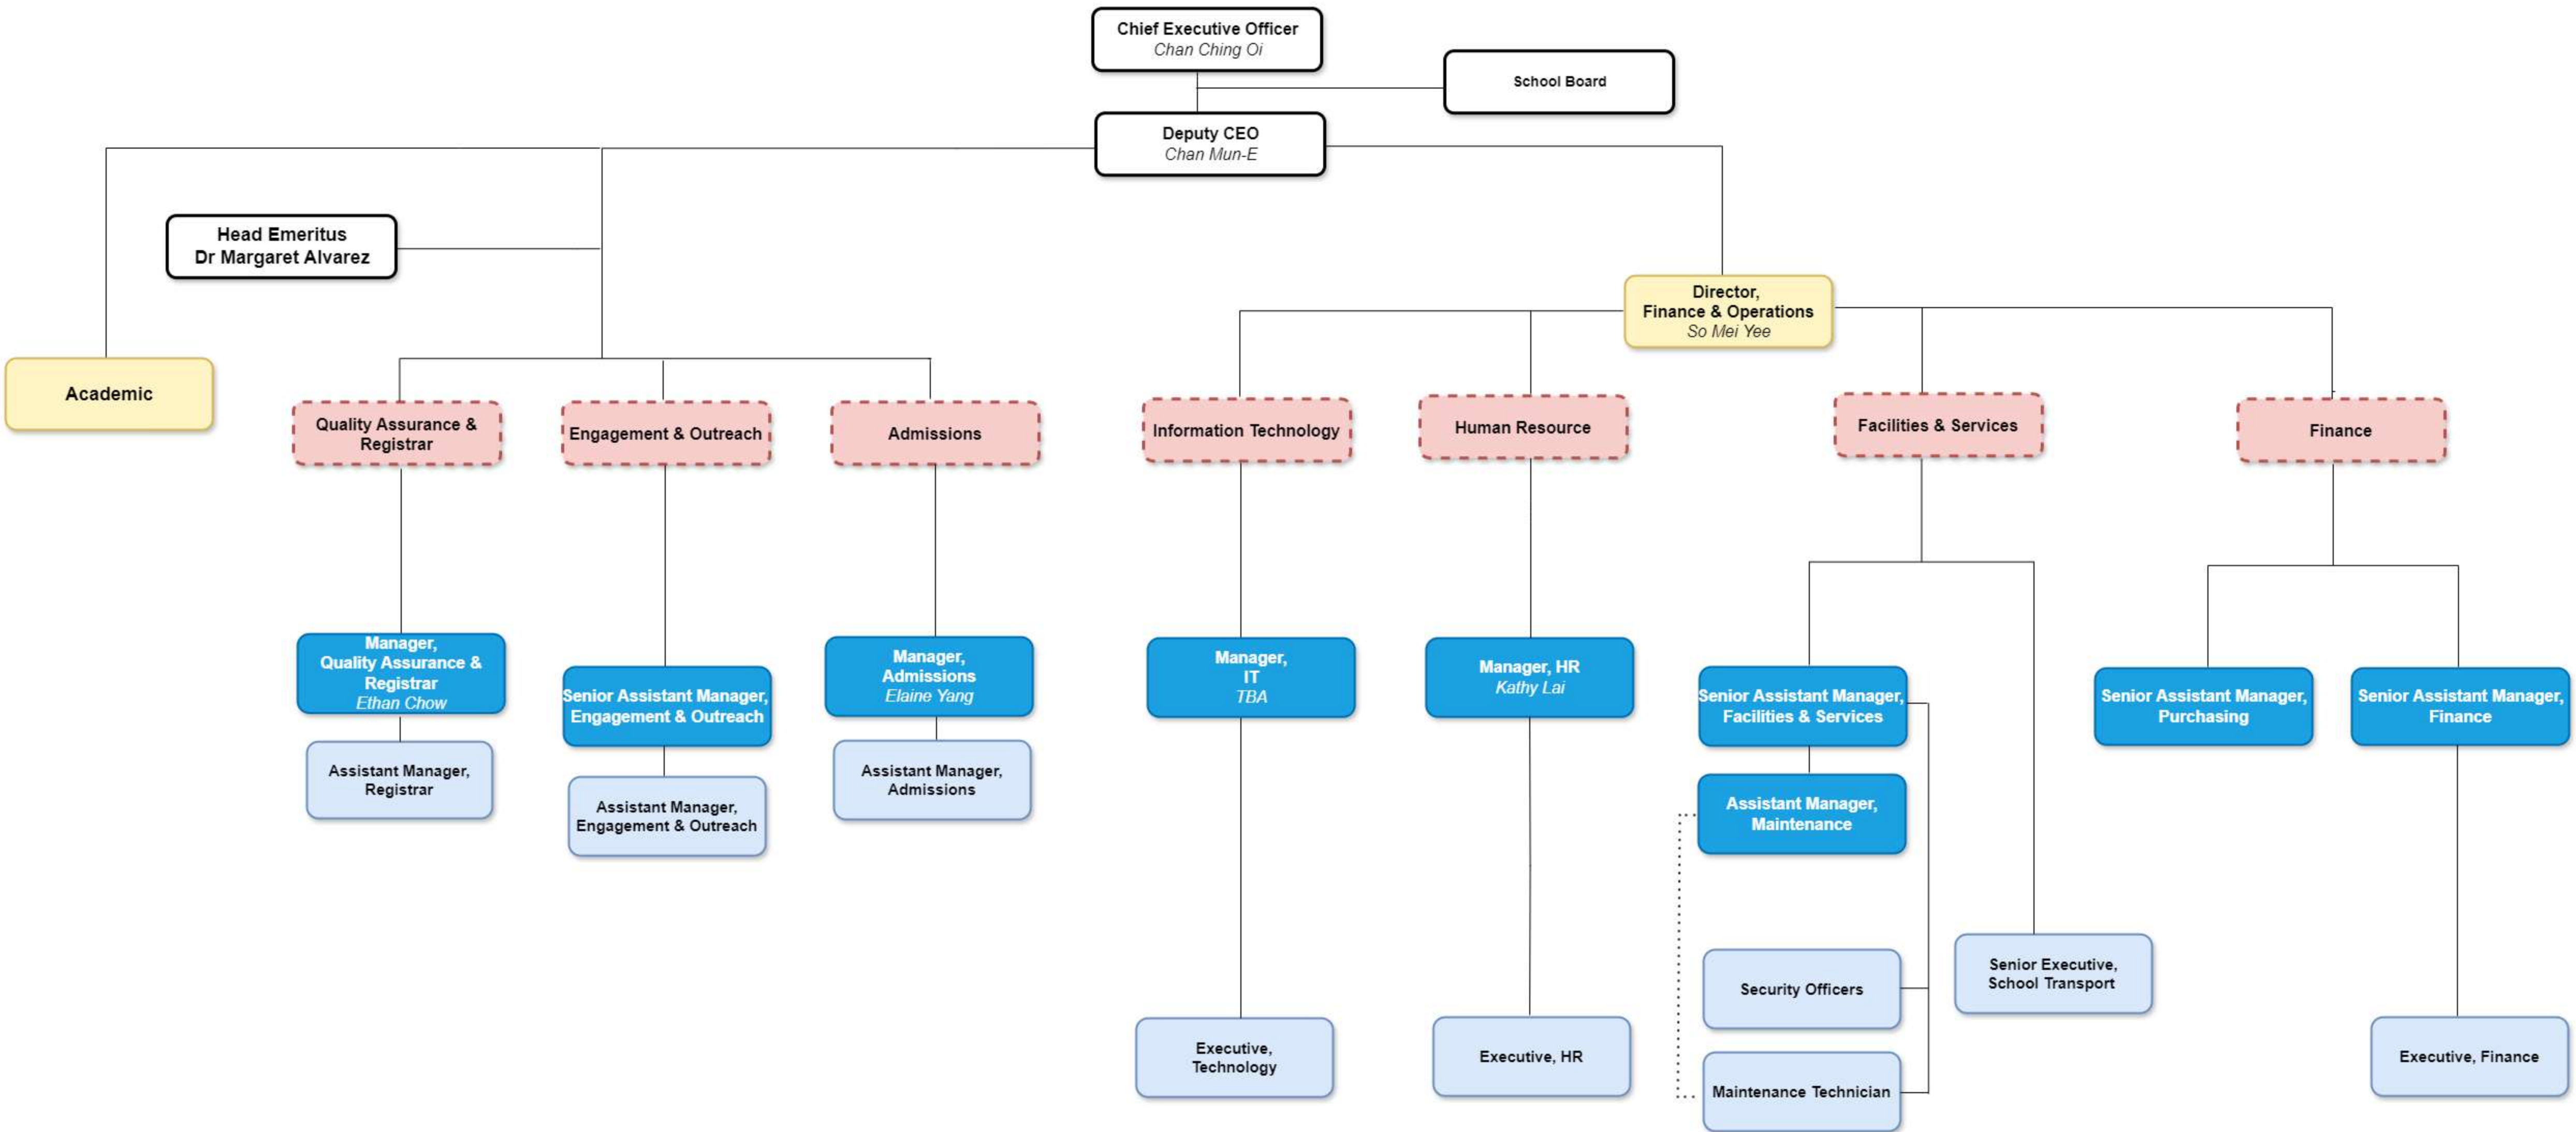 Chief Executive Officer
Chan Ching Oi
School Board
Deputy CEO
Chan Mun-E
Head Emeritus
Dr Margaret Alvarez
Director,
Finance & Operations
So Mei Yee
Academic
Quality Assurance &
Registrar
Engagement & Outreach
Admissions
Information Technology
Human Resource
Facilities & Services
Finance
Manager,
Quality Assurance &
Registrar
Ethan Chow
Senior Assistant Manager,
Engagement & Outreach
Manager,
Admissions
Elaine Yang
Manager,
IT
TBA
Manager, HR
Kathy Lai
Senior Assistant Manager,
Facilities & Services
Senior Assistant Manager,
Purchasing
Senior Assistant Manager,
Finance
Assistant Manager,
Registrar
Assistant Manager,
Engagement & Outreach
Assistant Manager,
Admissions
Assistant Manager,
Maintenance
Security Officers
Senior Executive,
School Transport
Executive,
Technology
Executive, HR
Maintenance Technician
Executive, Finance